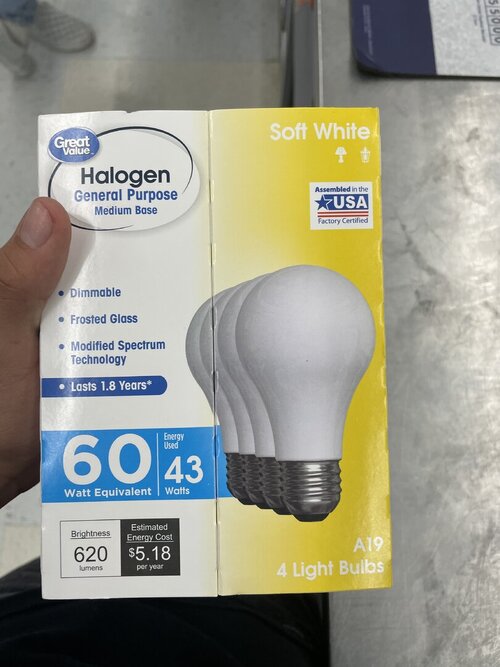 Great
Value™
Halogen
General Purpose
Medium Base
• Dimmable
• Frosted Glass
• Modified Spectrum
Technology
• Lasts 1.8 Years*
60
Watt Equivalent
Energy
Used
43
Watts
Brightness
620
lumens
Estimated
Energy Cost
$5.18
per year
Soft White
Assembled in the
USA
Factory Certified
A19
4 Light Bulbs